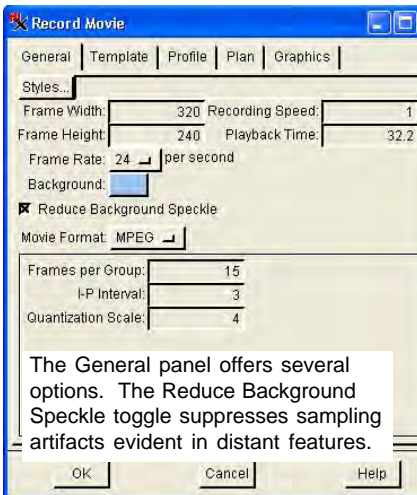 Record Movie
General Template Profile Plan Graphics
Styles...
Frame Width: 320 Recording Speed: 1
Frame Height: 240 Playback Time: 32.2
Frame Rate: 24 per second
Background:
Reduce Background Speckle
Movie Format: MPEG
Frames per Group: 15
I-P Interval: 3
Quantization Scale: 4
The General panel offers several
options. The Reduce Background
Speckle toggle suppresses sampling
artifacts evident in distant features.
OK Cancel Help